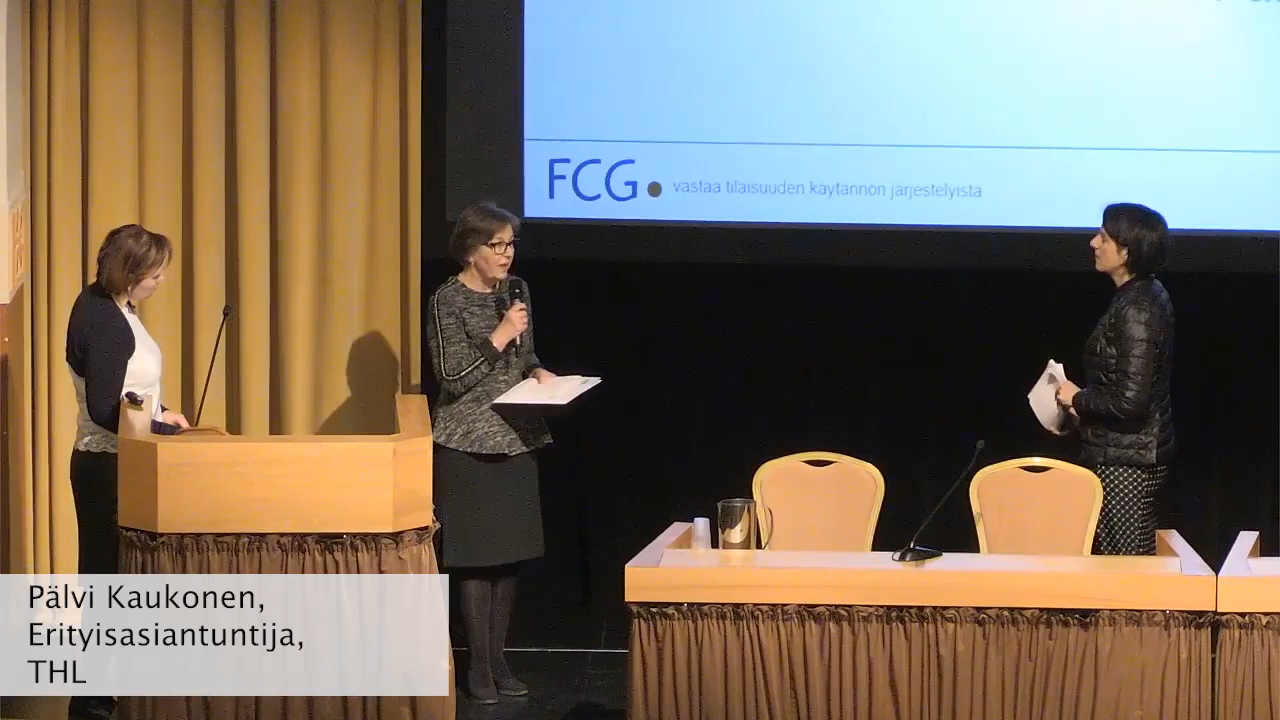 FCG. vastaa tilaisuuden käytännön järjestelyistä
Pälvi Kaukonen,
Erityisasiantuntija,
THL